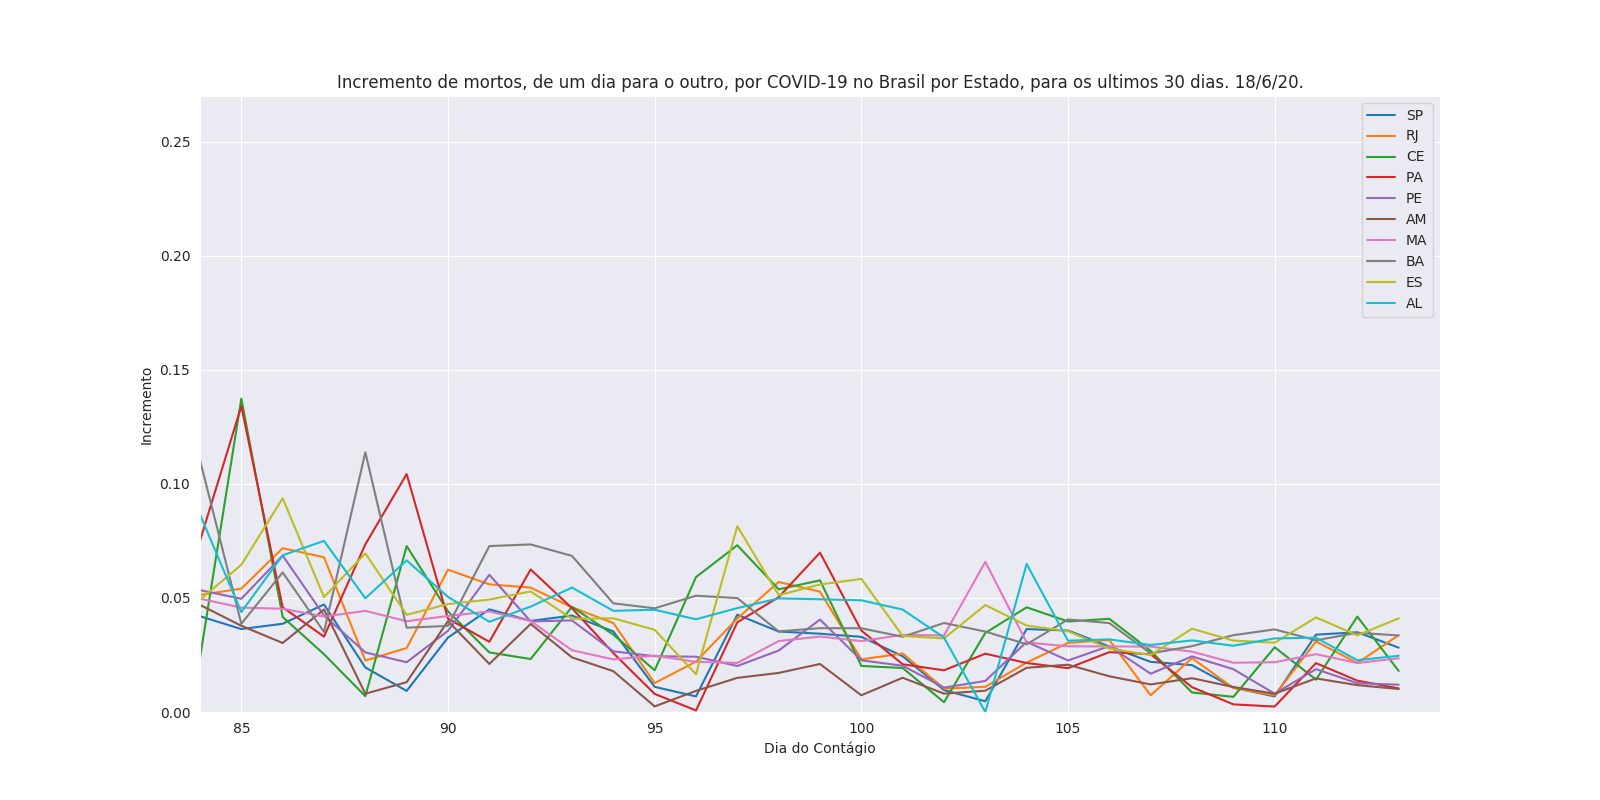 Incremento de mortos, de um dia para o outro, por COVID-19 no Brasil por Estado, para os ultimos 30 dias. 18/6/20.
SP
RJ
CE
PA
PE
AM
MA
BA
ES
AL
0.25
0.20
0.15
0.10
0.05
0.00
Incremento
85
90
95
100
105
110
Dia do Contágio